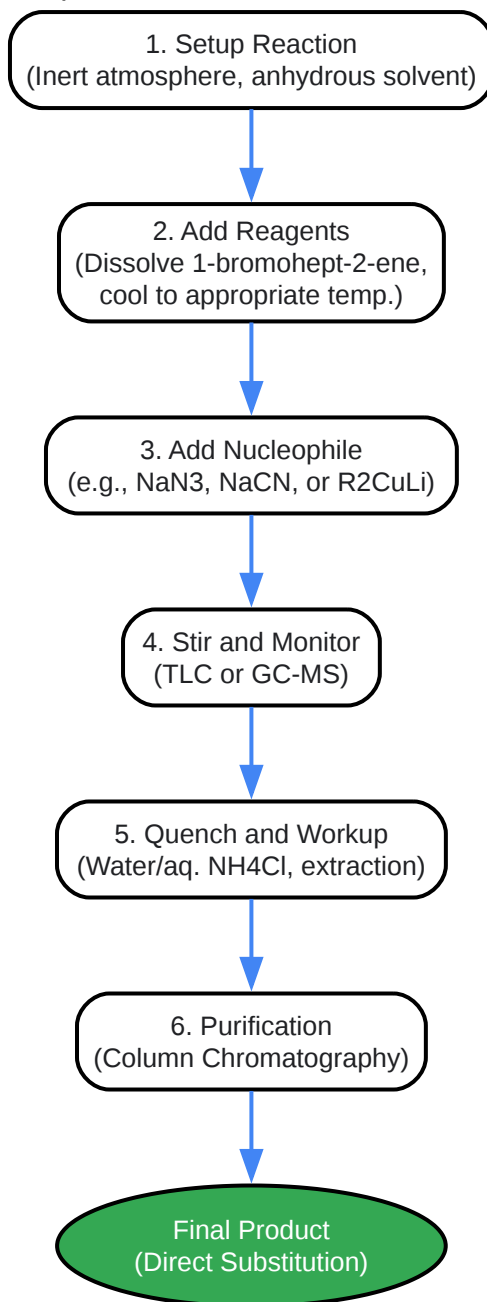 1. Setup Reaction
(Inert atmosphere, anhydrous solvent)
2. Add Reagents
(Dissolve 1-bromohept-2-ene,
cool to appropriate temp.)
3. Add Nucleophile
(e.g., NaN3, NaCN, or R2CuLi)
4. Stir and Monitor
(TLC or GC-MS)
5. Quench and Workup
(Water/aq. NH4Cl, extraction)
6. Purification
(Column Chromatography)
Final Product
(Direct Substitution)